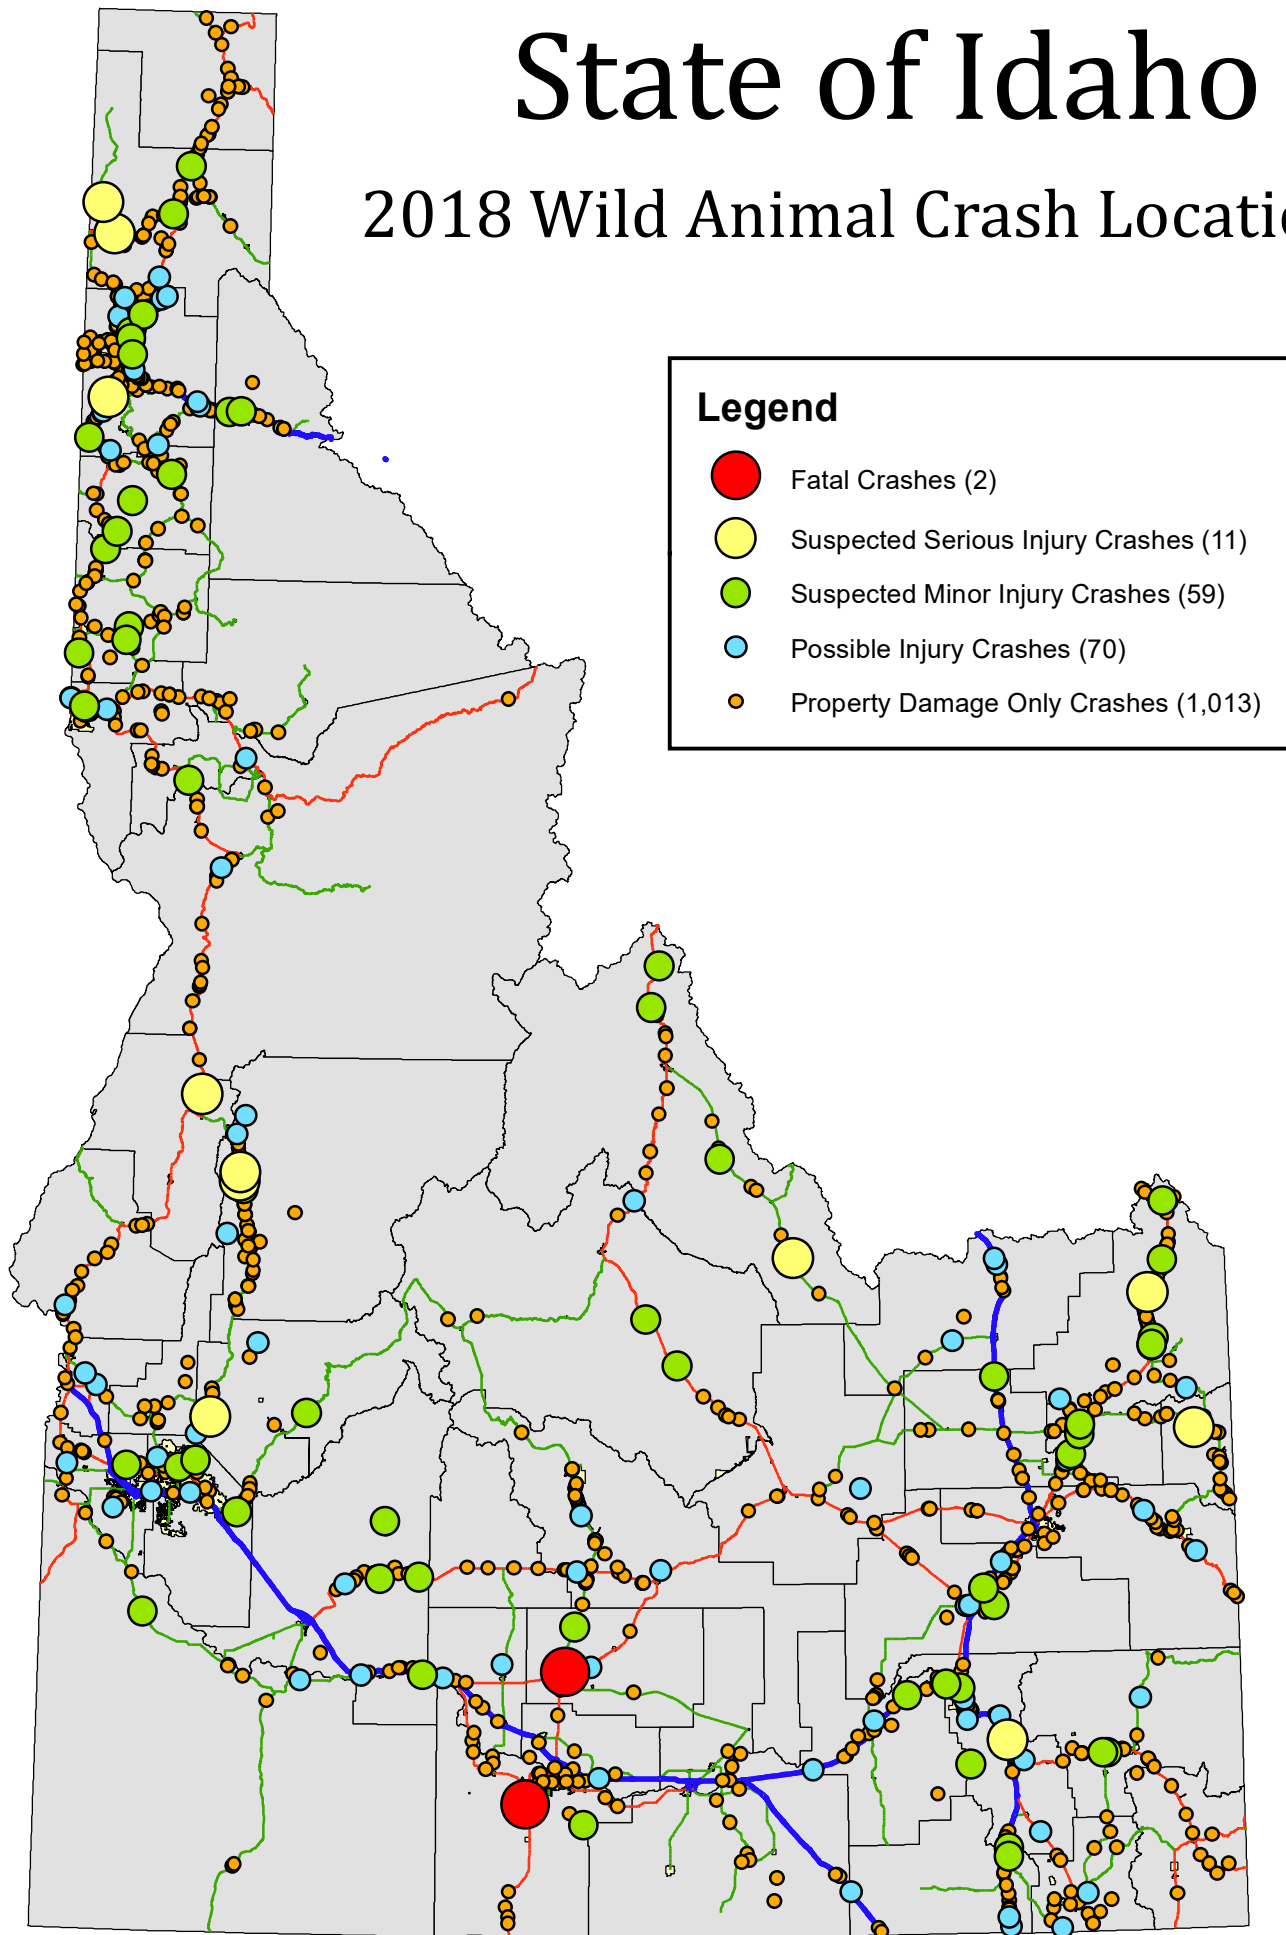 State of Idaho
2018 Wild Animal Crash
Legend
Fatal Crashes (2)
Suspected Serious Injury Crashes (11)
Suspected Minor Injury Crashes (59)
Possible Injury Crashes (70)
Property Damage Only Crashes (1,013)